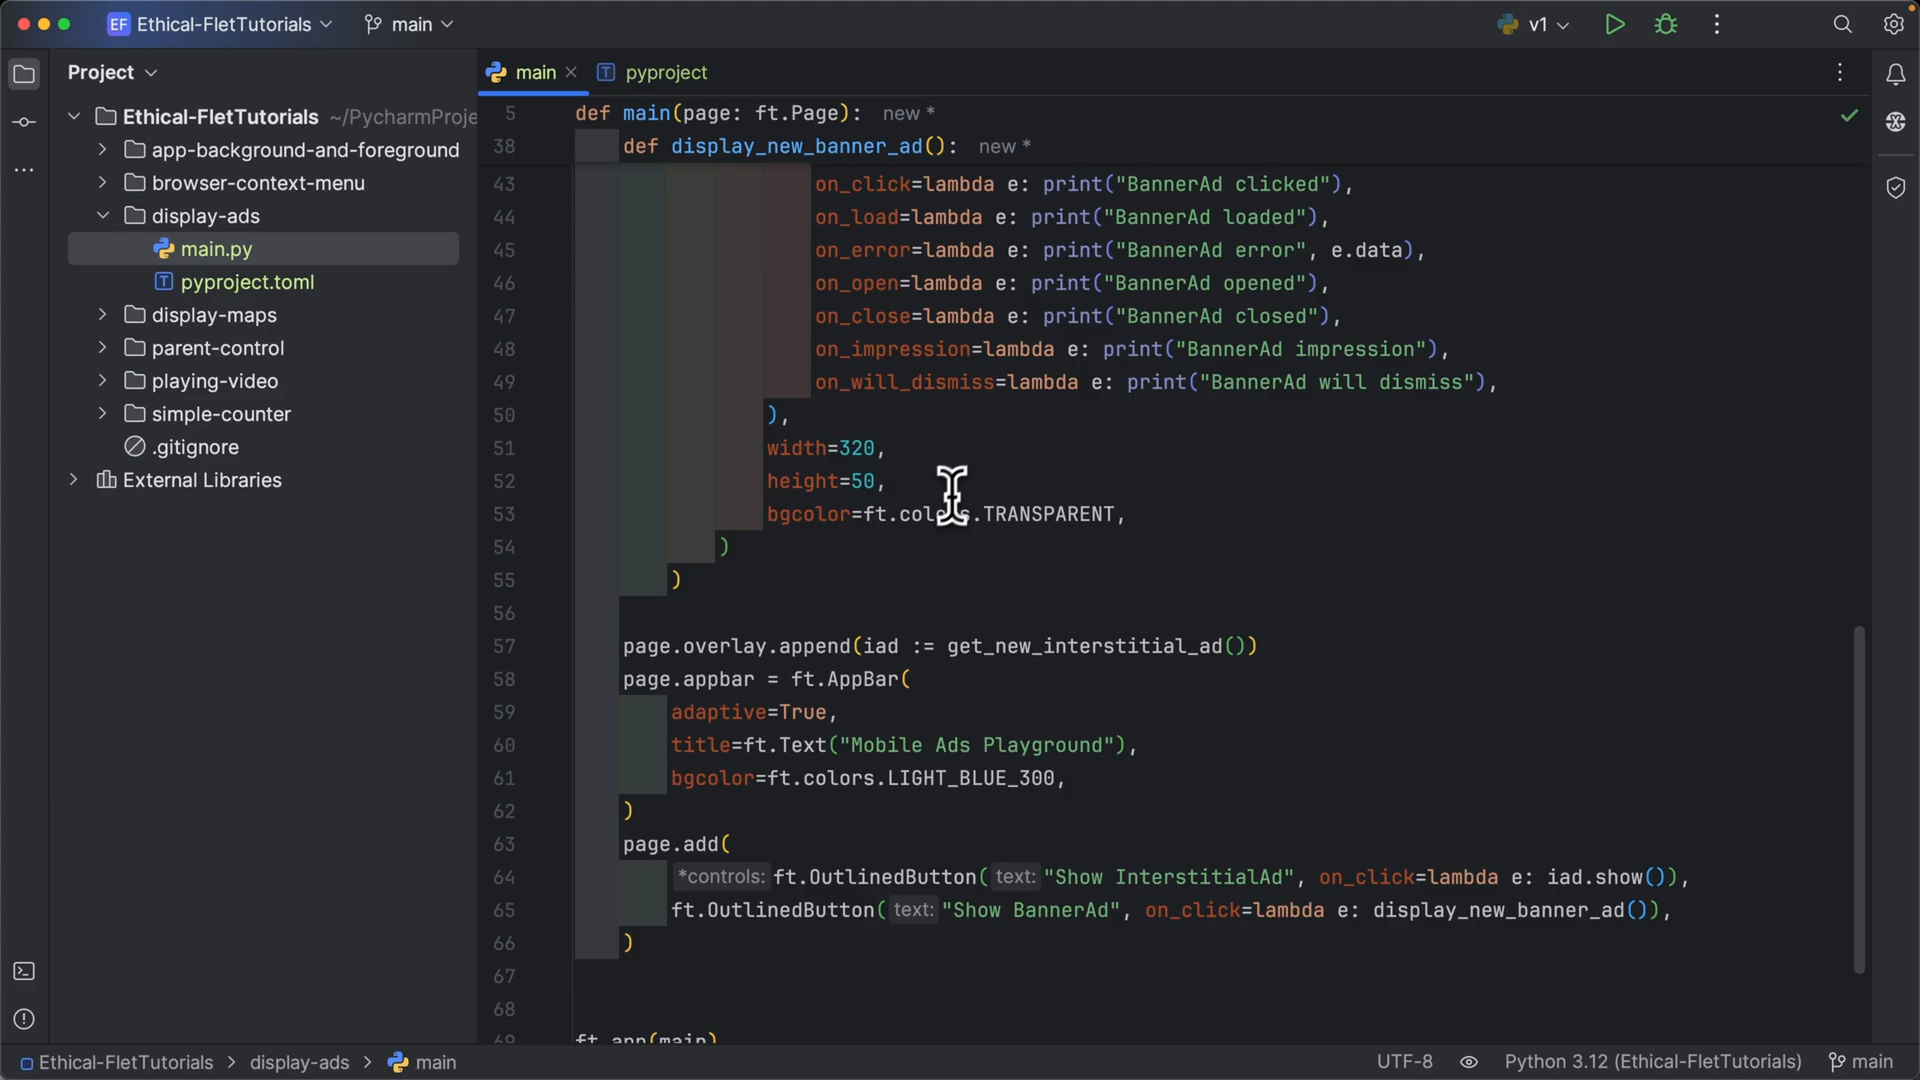 EF Ethical-FletTutorials main v1
Project
Ethical-FletTutorials ~/PycharmProje
app-background-and-foreground
browser-context-menu
display-ads
main.py
pyproject.toml
display-maps
parent-control
playing-video
simple-counter
.gitignore
External Libraries
main pyproject
5 def main(page: ft.Page): new *
38 def display_new_banner_ad(): new *
43 on_click=lambda e: print("BannerAd clicked"),
44 on_load=lambda e: print("BannerAd loaded"),
45 on_error=lambda e: print("BannerAd error", e.data),
46 on_open=lambda e: print("BannerAd opened"),
47 on_close=lambda e: print("BannerAd closed"),
48 on_impression=lambda e: print("BannerAd impression"),
49 on_will_dismiss=lambda e: print("BannerAd will dismiss"),
50 ),
51 width=320,
52 height=50,
53 bgcolor=ft.colors.TRANSPARENT,
54 )
55 )
56
57 page.overlay.append(iad := get_new_interstitial_ad())
58 page.appbar = ft.AppBar(
59 adaptive=True,
60 title=ft.Text("Mobile Ads Playground"),
61 bgcolor=ft.colors.LIGHT_BLUE_300,
62 )
63 page.add(
64 *controls: ft.OutlinedButton( text: "Show InterstitialAd", on_click=lambda e: iad.show()),
65 ft.OutlinedButton( text: "Show BannerAd", on_click=lambda e: display_new_banner_ad()),
66 )
67
68
69 ft.app(main)
Ethical-FletTutorials > display-ads > main UTF-8 Python 3.12 (Ethical-FletTutorials) main